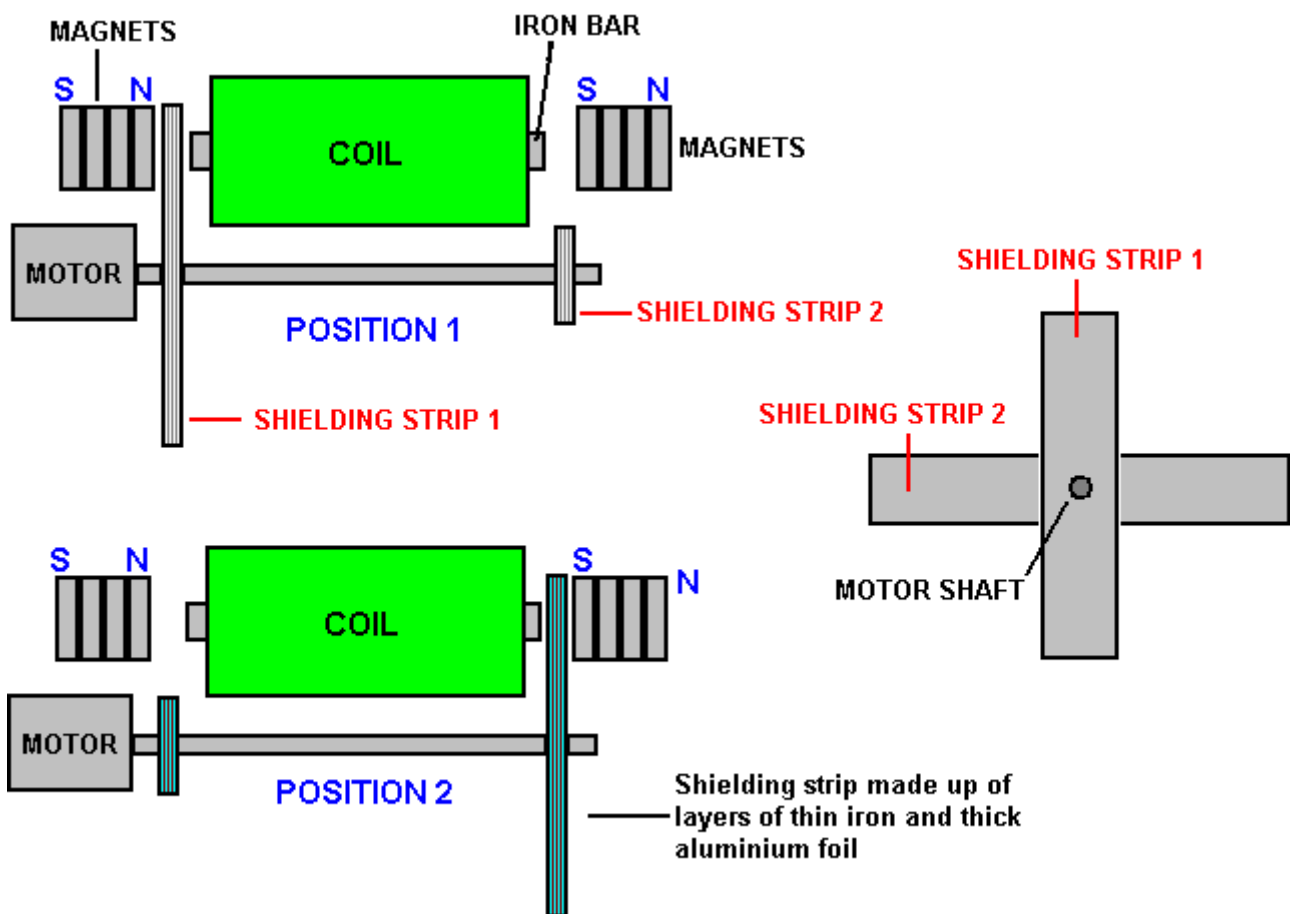 MAGNETS
IRON BAR
S N
S N
COIL
MAGNETS
MOTOR
SHIELDING STRIP 2
POSITION 1
SHIELDING STRIP 1
SHIELDING STRIP 1
SHIELDING STRIP 2
MOTOR SHAFT
S N
S
N
COIL
MOTOR
POSITION 2
Shielding strip made up of
layers of thin iron and thick
aluminium foil